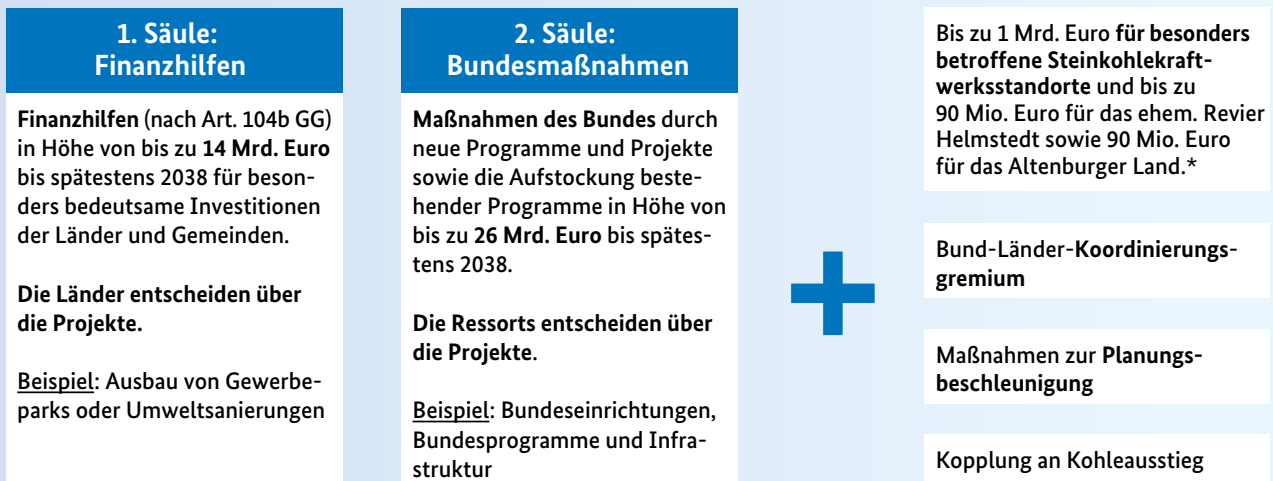 1. Säule:
Finanzhilfen
Finanzhilfen (nach Art. 104b GG)
in Höhe von bis zu 14 Mrd. Euro
bis spätestens 2038 für beson-
ders bedeutsame Investitionen
der Länder und Gemeinden.
Die Länder entscheiden über
die Projekte.
Beispiel: Ausbau von Gewerbe-
parks oder Umweltsanierungen
2. Säule:
Bundesmaßnahmen
Maßnahmen des Bundes durch
neue Programme und Projekte
sowie die Aufstockung beste-
hender Programme in Höhe von
bis zu 26 Mrd. Euro bis spätes-
tens 2038.
Die Ressorts entscheiden über
die Projekte.
Beispiel: Bundeseinrichtungen,
Bundesprogramme und Infra-
struktur
+
Bis zu 1 Mrd. Euro für besonders
betroffene Steinkohlekraft-
werksstandorte und bis zu
90 Mio. Euro für das ehem. Revier
Helmstedt sowie 90 Mio. Euro
für das Altenburger Land.*
Bund-Länder-Koordinierungs-
gremium
Maßnahmen zur Planungs-
beschleunigung
Kopplung an Kohleausstieg